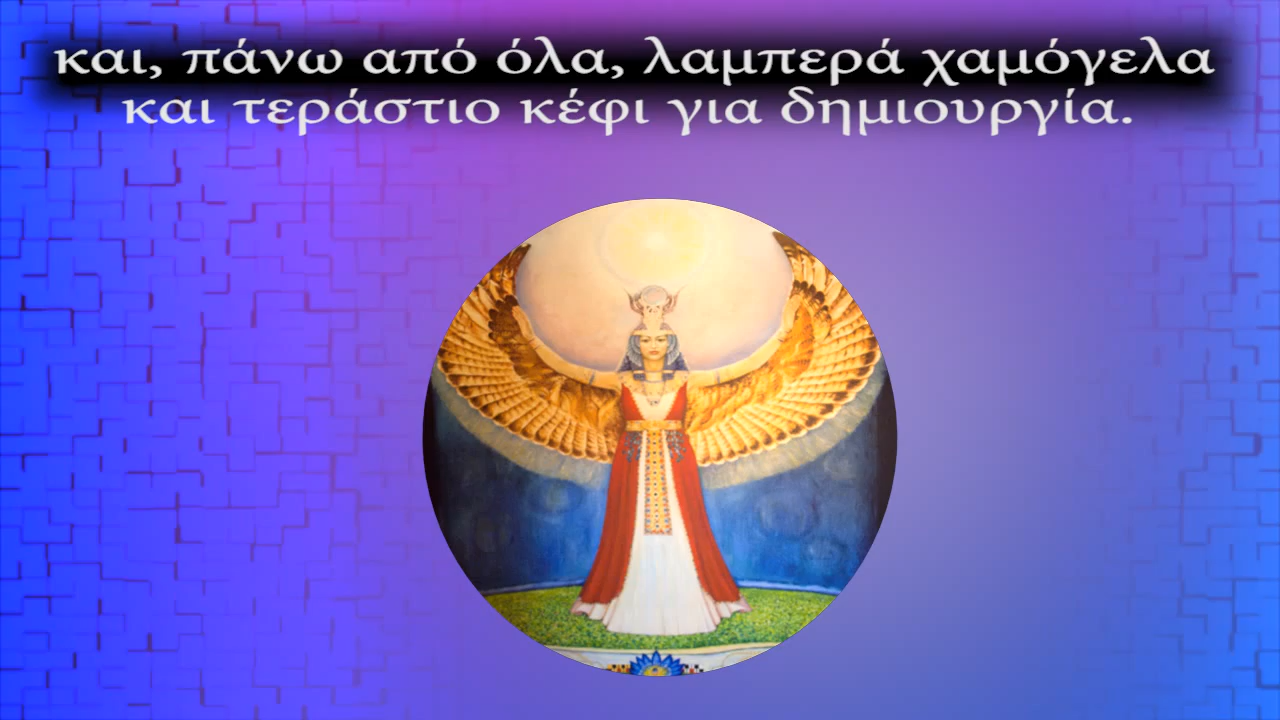 και, πάνω από όλα, λαμπερά χαμόγελα
και τεράστιο κέφι για δημιουργία.